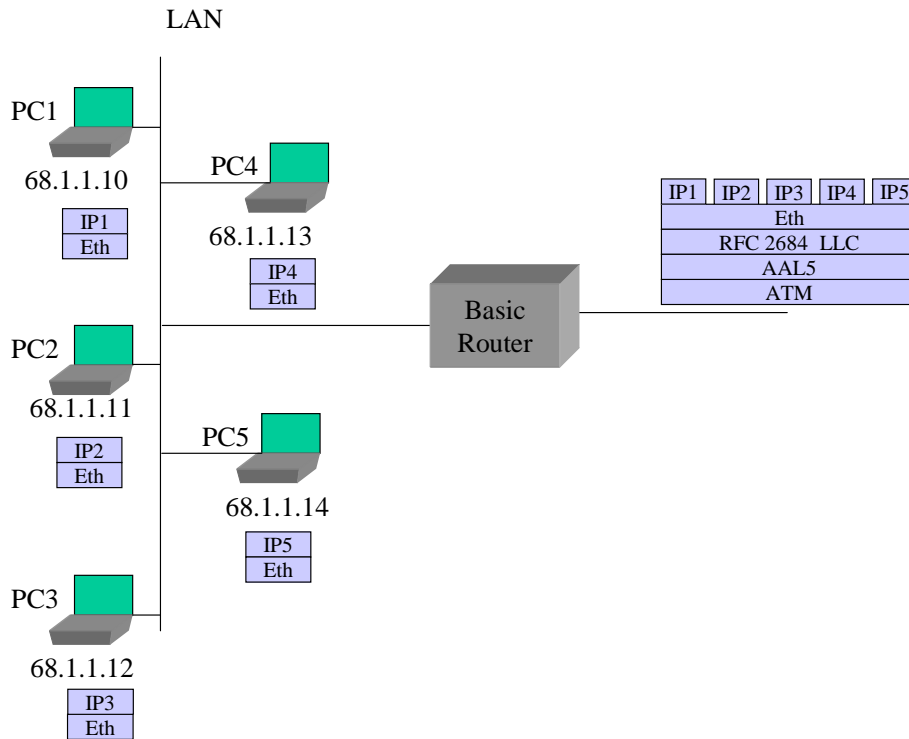 LAN
PC1
68.1.1.10
IP1
Eth
PC4
68.1.1.13
IP4
Eth
PC2
68.1.1.11
IP2
Eth
PC5
68.1.1.14
IP5
Eth
PC3
68.1.1.12
IP3
Eth
Basic
Router
IP1 IP2 IP3 IP4 IP5
Eth
RFC 2684 LLC
AAL5
ATM